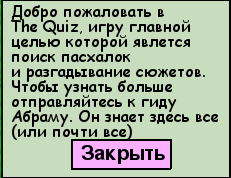 Добро пожаловать в
The Quiz, игру главной
целью которой явлется
поиск пасхалок
и разгадывание сюжетов.
Чтобы узнать больше
отправляйтесь к гиду
Абраму. Он знает здесь все
(или почти все)
Закрыть